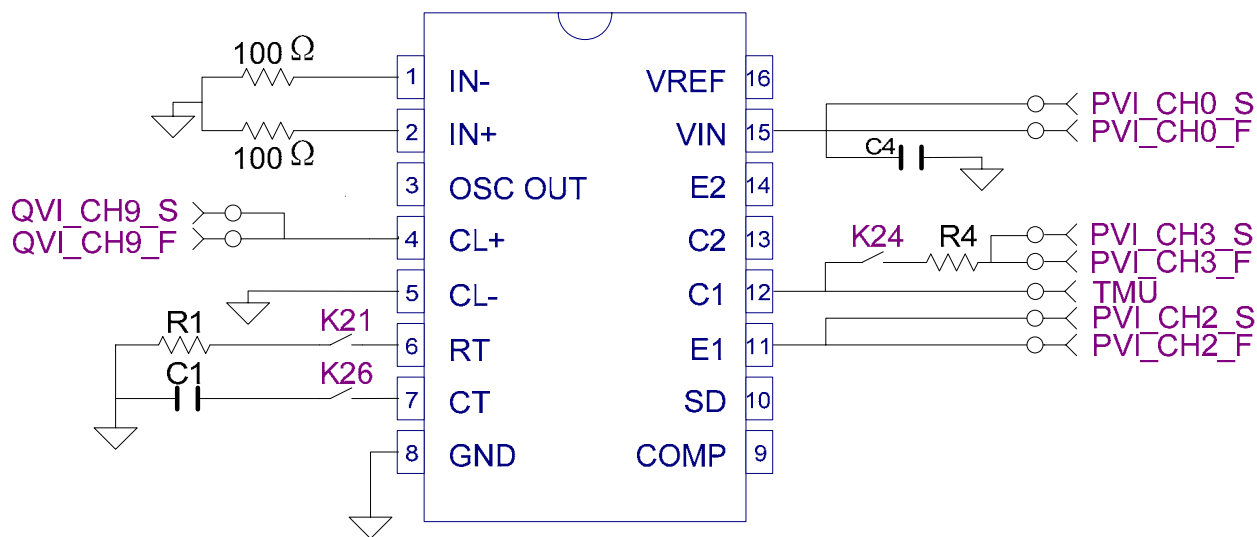 100 Ω
1 IN- VREF 16
PVI_CH0_S
2 IN+ VIN 15 PVI_CH0_F
100 Ω
C4
3 OSC OUT E2 14
QVI_CH9_S
QVI_CH9_F
4 CL+ C2 13
K24 R4
PVI_CH3_S
PVI_CH3_F
5 CL- C1 12 TMU
R1 K21
PVI_CH2_S
6 RT E1 11 PVI_CH2_F
C1 K26
7 CT SD 10
8 GND COMP 9